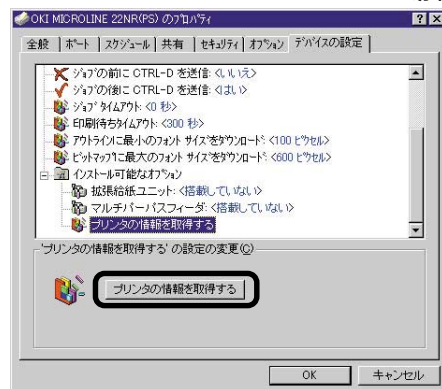 OKI MICROLINE 22NR(PS) のプロパティ
全般 ポート スケジュール 共有 セキュリティ オプション デバイスの設定
ジョブの前に CTRL-D を送信: <いいえ>
ジョブの後に CTRL-D を送信: <はい>
ジョブ タイムアウト: <0 秒>
印刷待ちタイムアウト: <300 秒>
アウトラインに最小のフォント サイズをダウンロード: <100 ピクセル>
ビットマップに最大のフォント サイズをダウンロード: <600 ピクセル>
インストール可能なオプション
拡張給紙ユニット: <搭載していない>
マルチパーパスフィーダ: <搭載していない>
プリンタの情報を取得する
'プリンタの情報を取得する' の設定の変更(C)
プリンタの情報を取得する
OK キャンセル